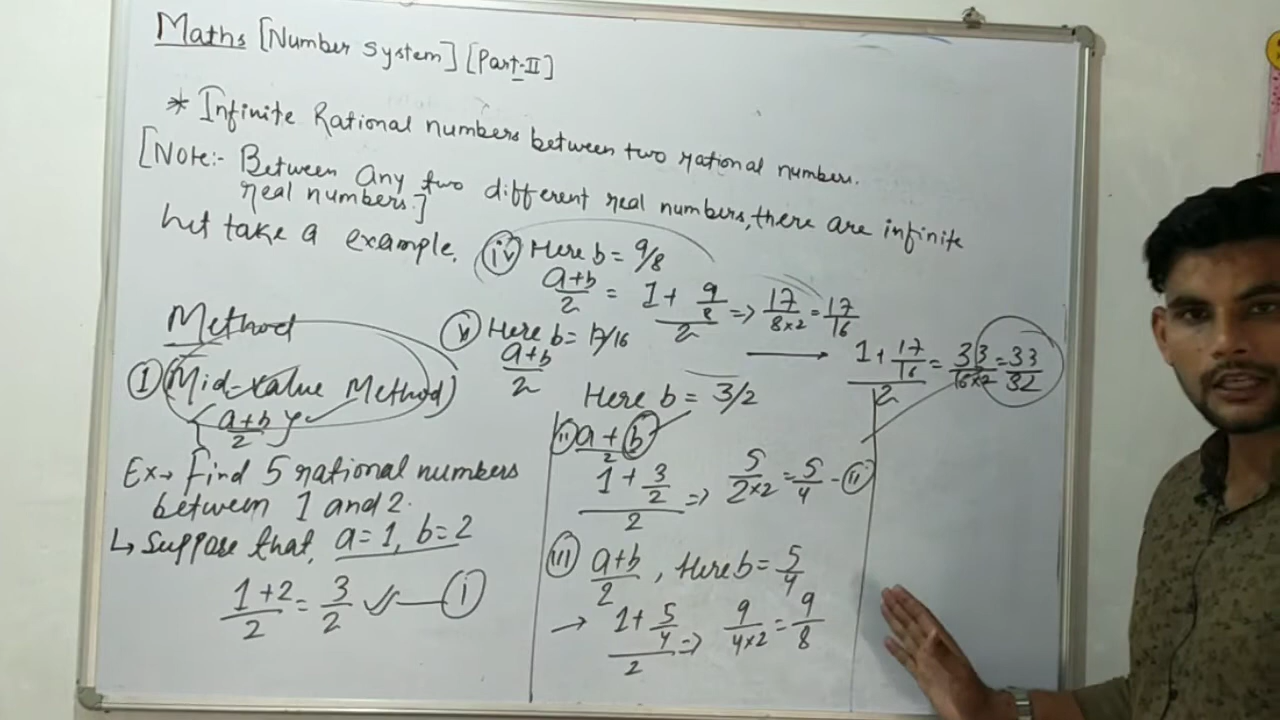 Maths [Number System] [Part-II]
* Infinite Rational numbers between two rational numbers.
[Note:- Between any two different real numbers, there are infinite
real numbers.]
Let take a example.
Method
① (Mid-value Method)
{a+b/2}
Ex→ Find 5 rational numbers
between 1 and 2.
↳ Suppose that, a=1, b=2
1+2/2 = 3/2 ✓ — ⓘ
Here b = 3/2
(ii) a+b/2
1+3/2/2 => 5/2×2 = 5/4 - (ii)
(iii) a+b/2, Here b = 5/4
→ 1+5/4/2 => 9/4×2 = 9/8
(iv) Here b = 9/8
a+b/2 = 1+9/8/2 => 17/8×2 = 17/16
(v) Here b = 17/16
a+b/2 → 1+17/16/2 = 33/16×2 = 33/32